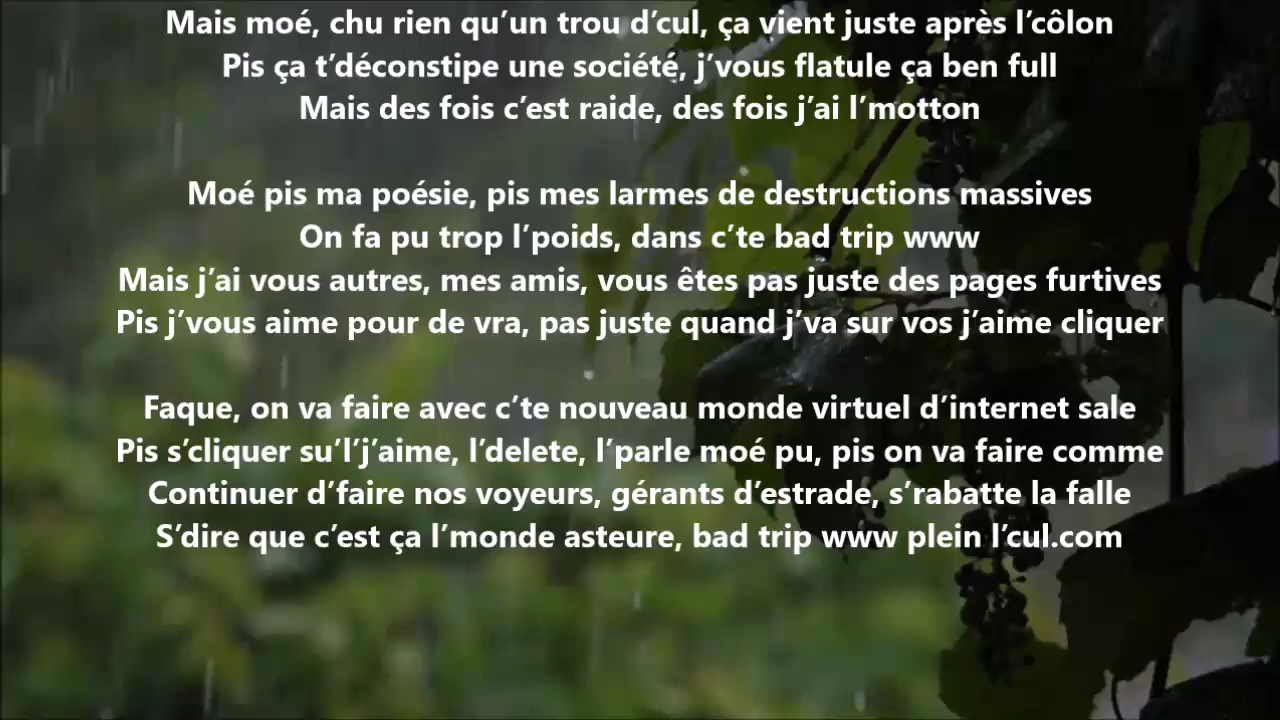 Mais moé, chu rien qu’un trou d’cul, ça vient juste après l’côlon
Pis ça t’déconstipe une société, j’vous flatule ça ben full
Mais des fois c’est raide, des fois j’ai l’motton
Moé pis ma poésie, pis mes larmes de destructions massives
On fa pu trop l’poids, dans c’te bad trip www
Mais j’ai vous autres, mes amis, vous êtes pas juste des pages furtives
Pis j’vous aime pour de vra, pas juste quand j’va sur vos j’aime cliquer
Faque, on va faire avec c’te nouveau monde virtuel d’internet sale
Pis s’cliquer su’l’j’aime, l’delete, l’parle moé pu, pis on va faire comme
Continuer d’faire nos voyeurs, gérants d’estrade, s’rabatte la falle
S’dire que c’est ça l’monde asteure, bad trip www plein l’cul.com